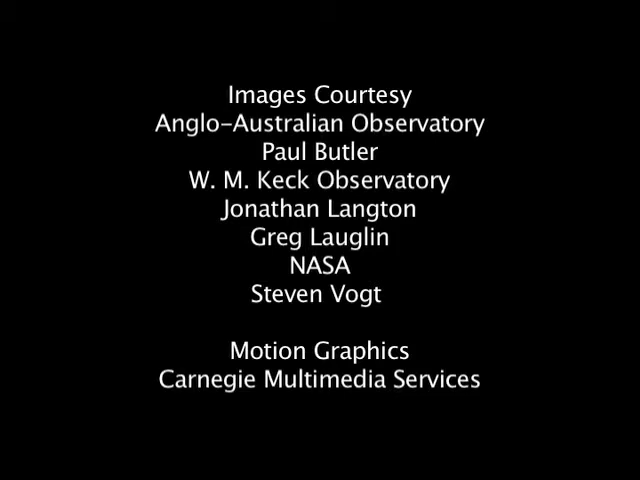 Images Courtesy
Anglo-Australian Observatory
Paul Butler
W. M. Keck Observatory
Jonathan Langton
Greg Lauglin
NASA
Steven Vogt
Motion Graphics
Carnegie Multimedia Services